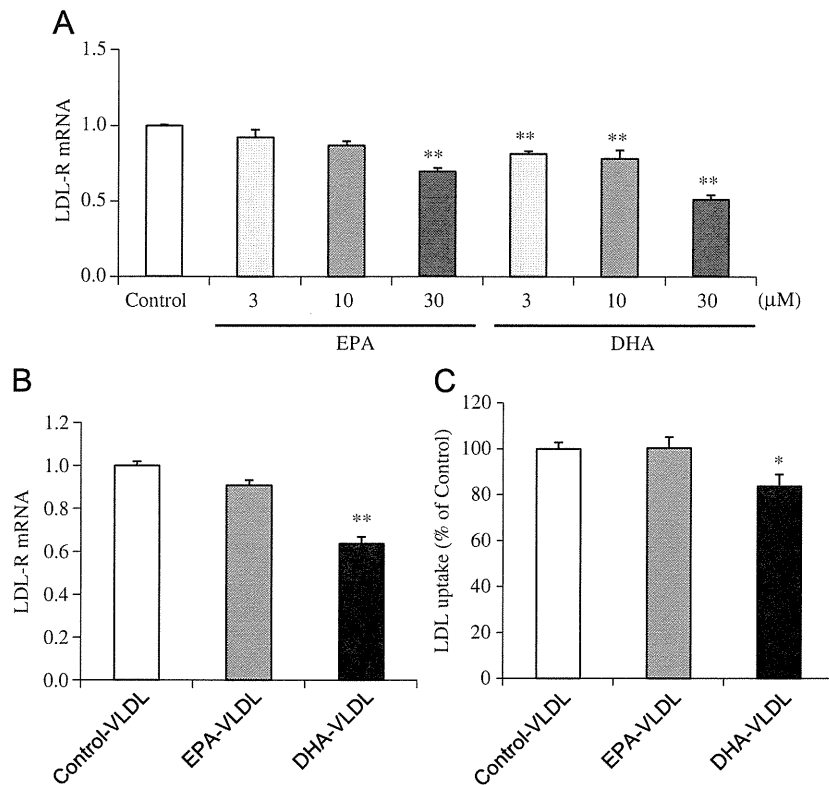 A
LDL-R mRNA
1.5
1.0
0.5
0.0
** ** ** **
Control 3 10 30 3 10 30 (μM)
EPA DHA
B
LDL-R mRNA
1.2
1.0
0.8
0.6
0.4
0.2
0.0
**
Control-VLDL
EPA-VLDL
DHA-VLDL
C
LDL uptake (% of Control)
120
100
80
60
40
20
0
*
Control-VLDL
EPA-VLDL
DHA-VLDL